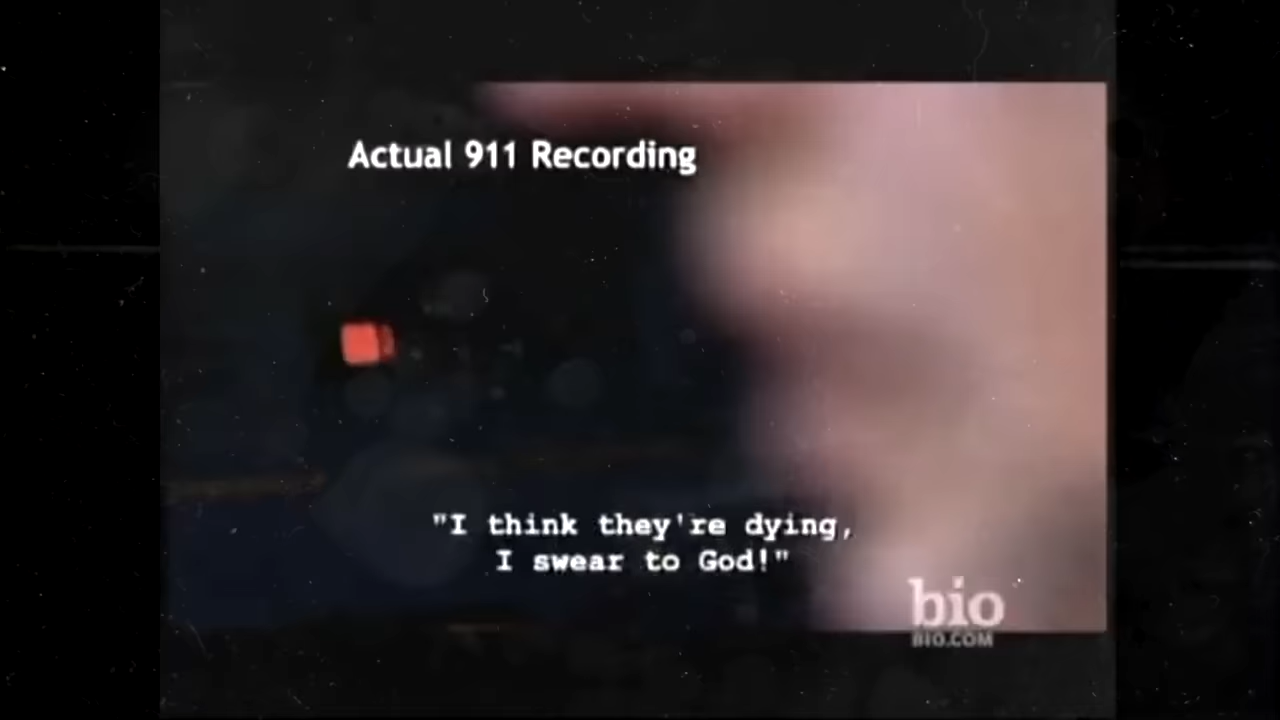 Actual 911 Recording
"I think they're dying,
I swear to God!"
bio
BIO.COM